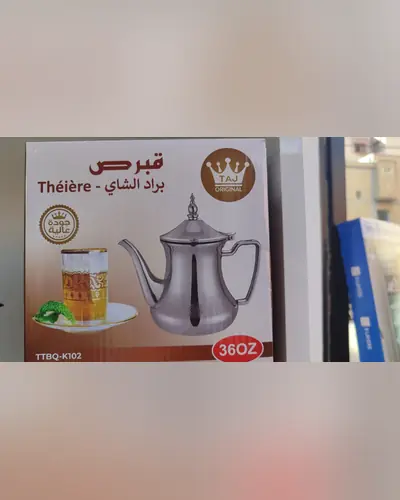 قبرص
براد الشاي - Théière
TAJ
ORIGINAL
جودة
عالية
TTBQ-K102
36OZ